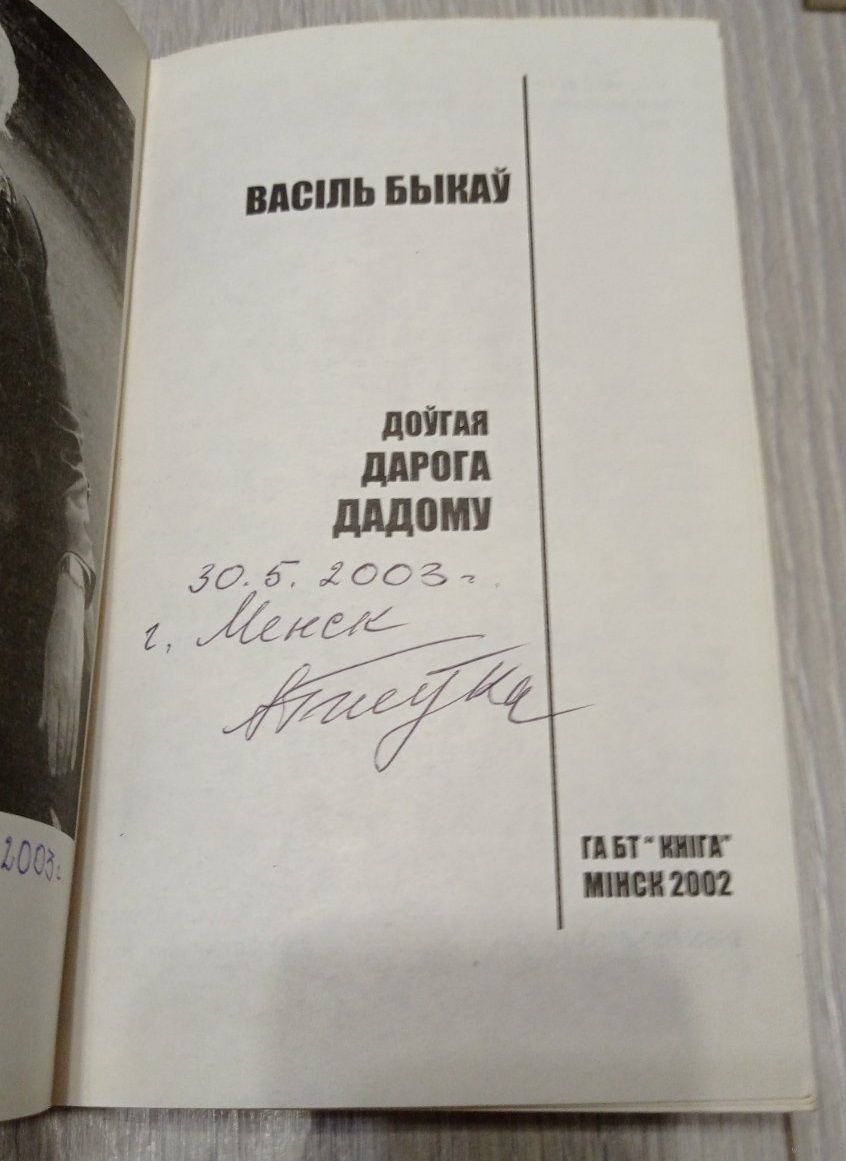 ВАСІЛЬ БЫКАЎ
ДОЎГАЯ
ДАРОГА
ДАДОМУ
30.5.2003 г.
г. Менск
ГА БТ "КНІГА"
МІНСК 2002
2003 г.